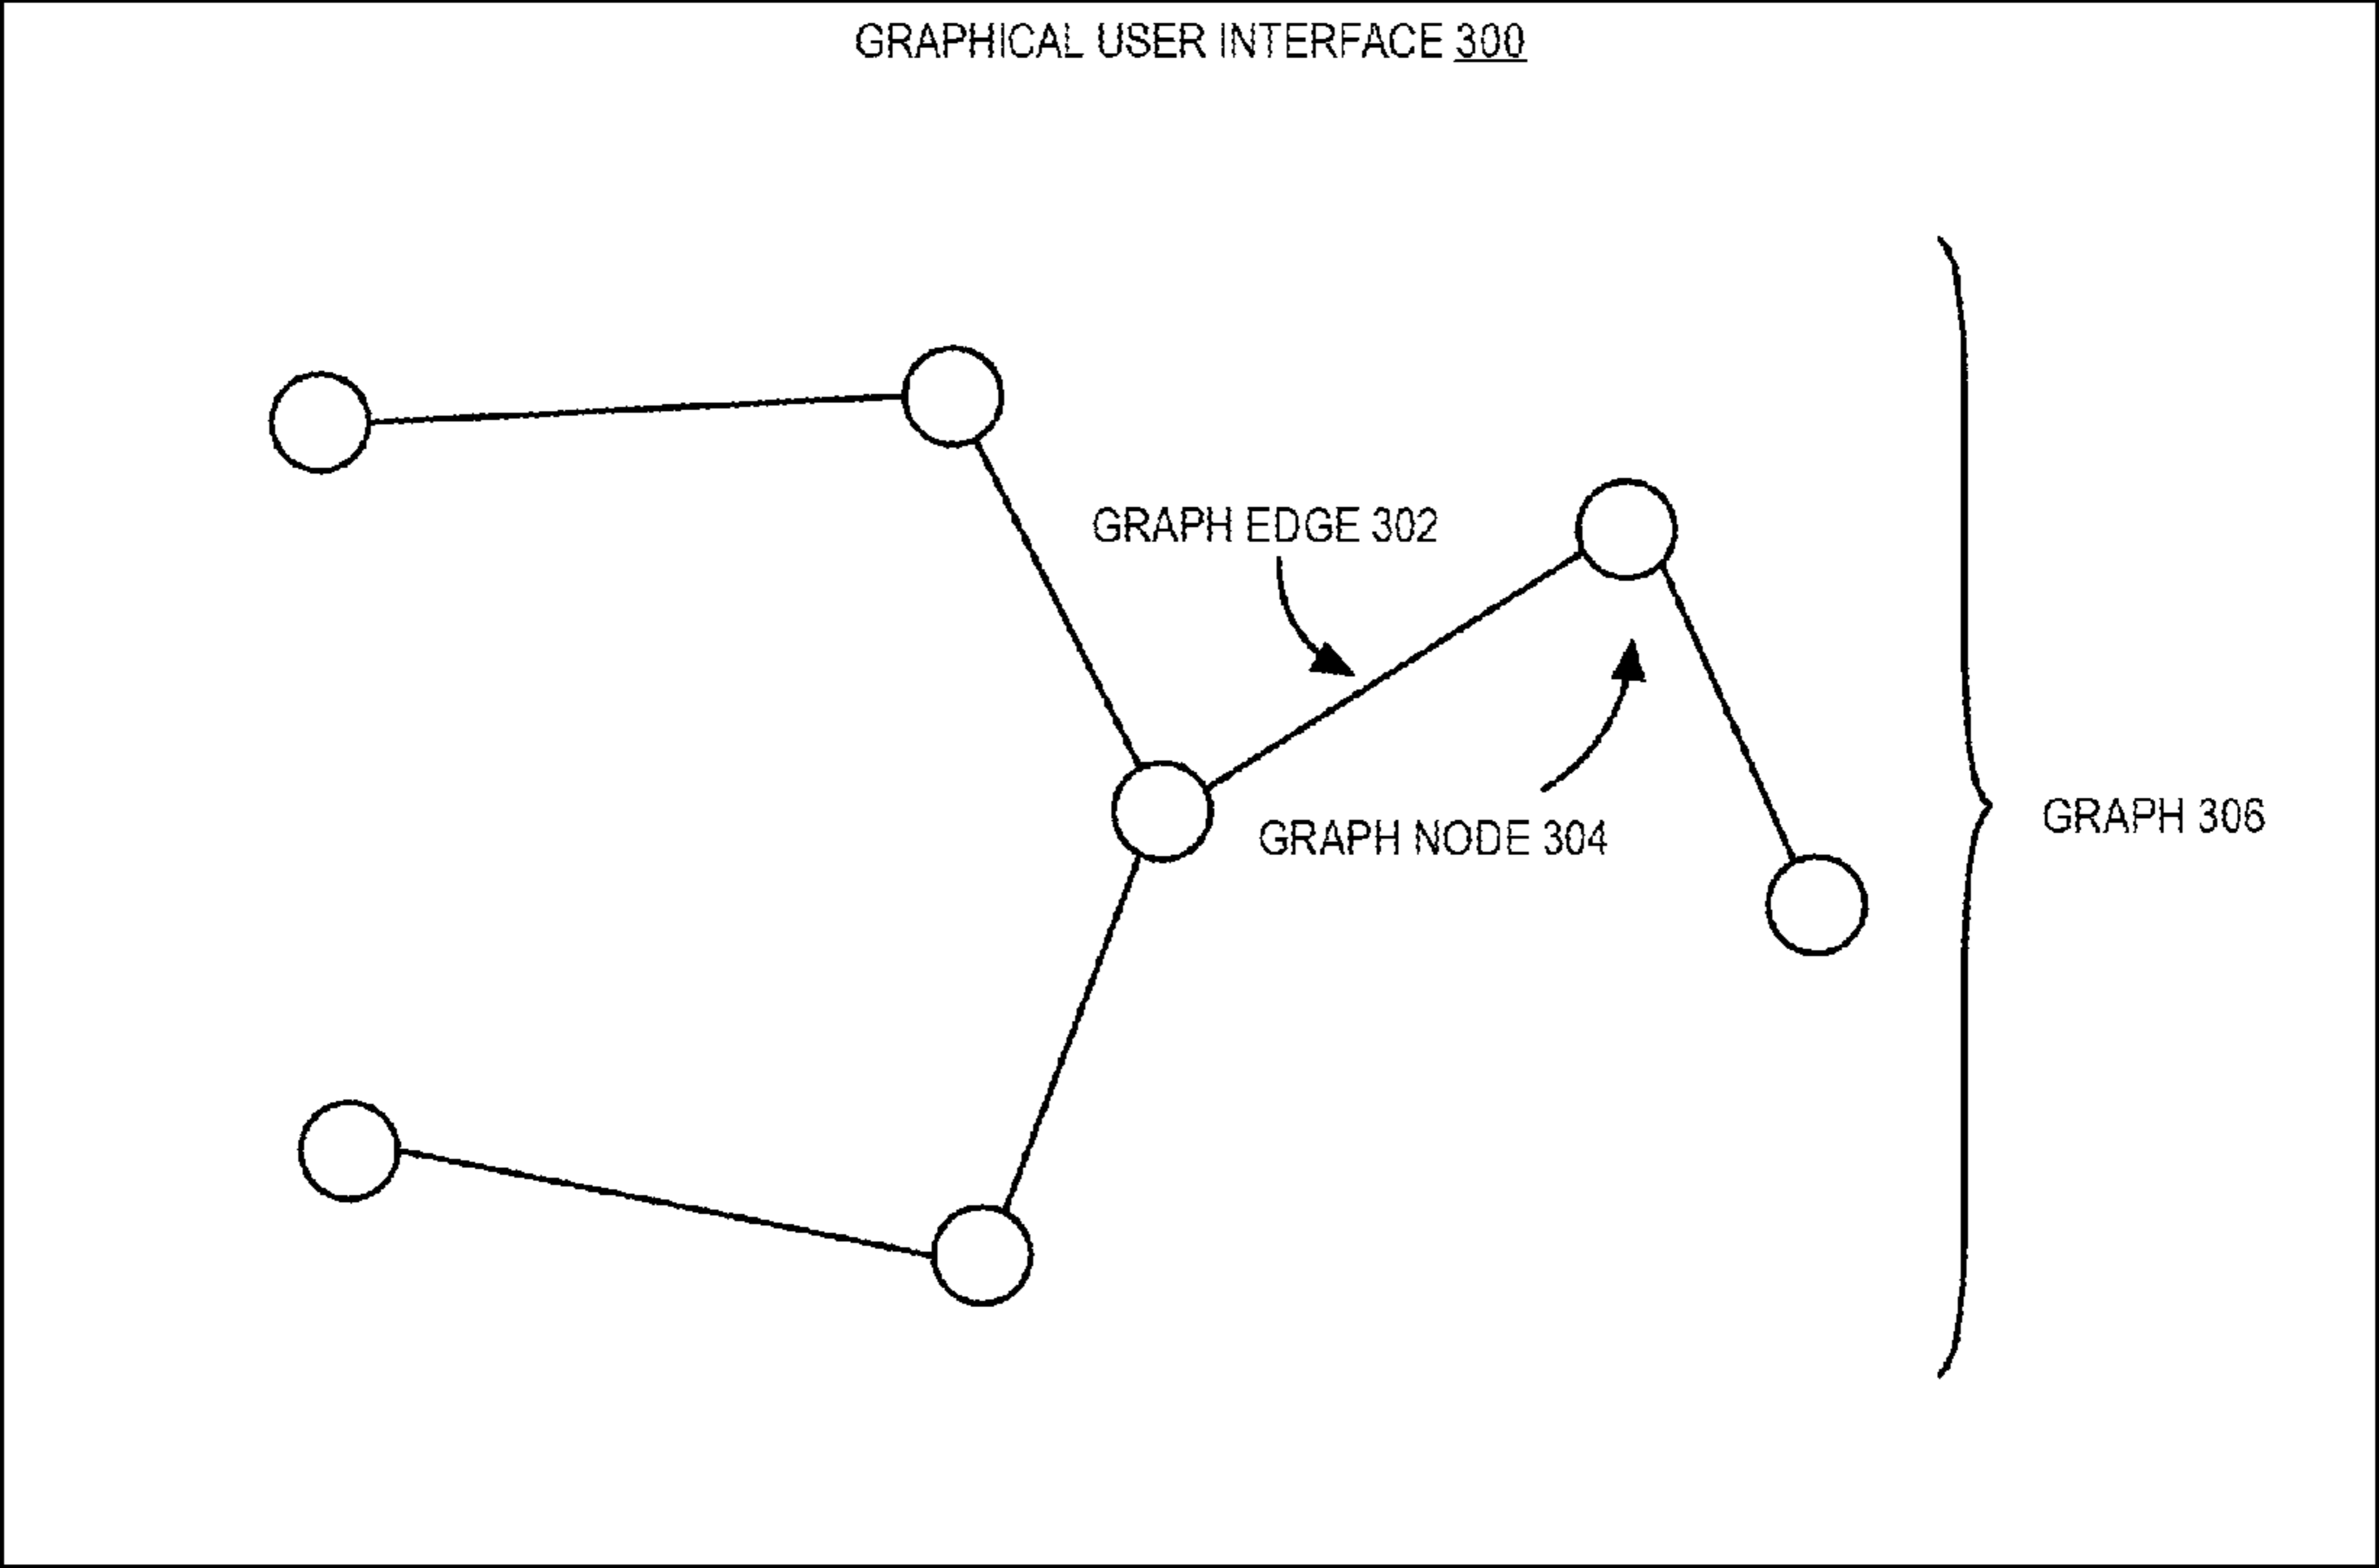 GRAPHICAL USER INTERFACE 300
GRAPH EDGE 302
GRAPH NODE 304
GRAPH 306